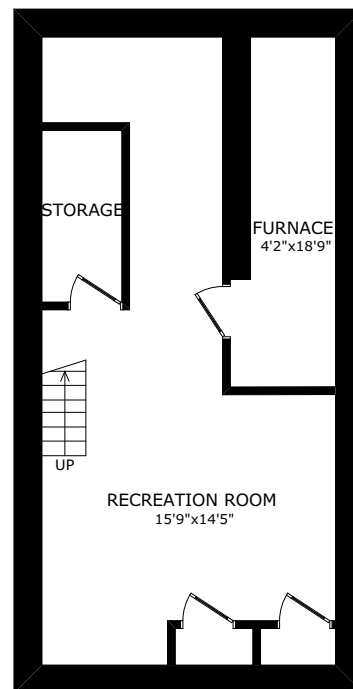 STORAGE
FURNACE
4'2"x18'9"
UP
RECREATION ROOM
15'9"x14'5"